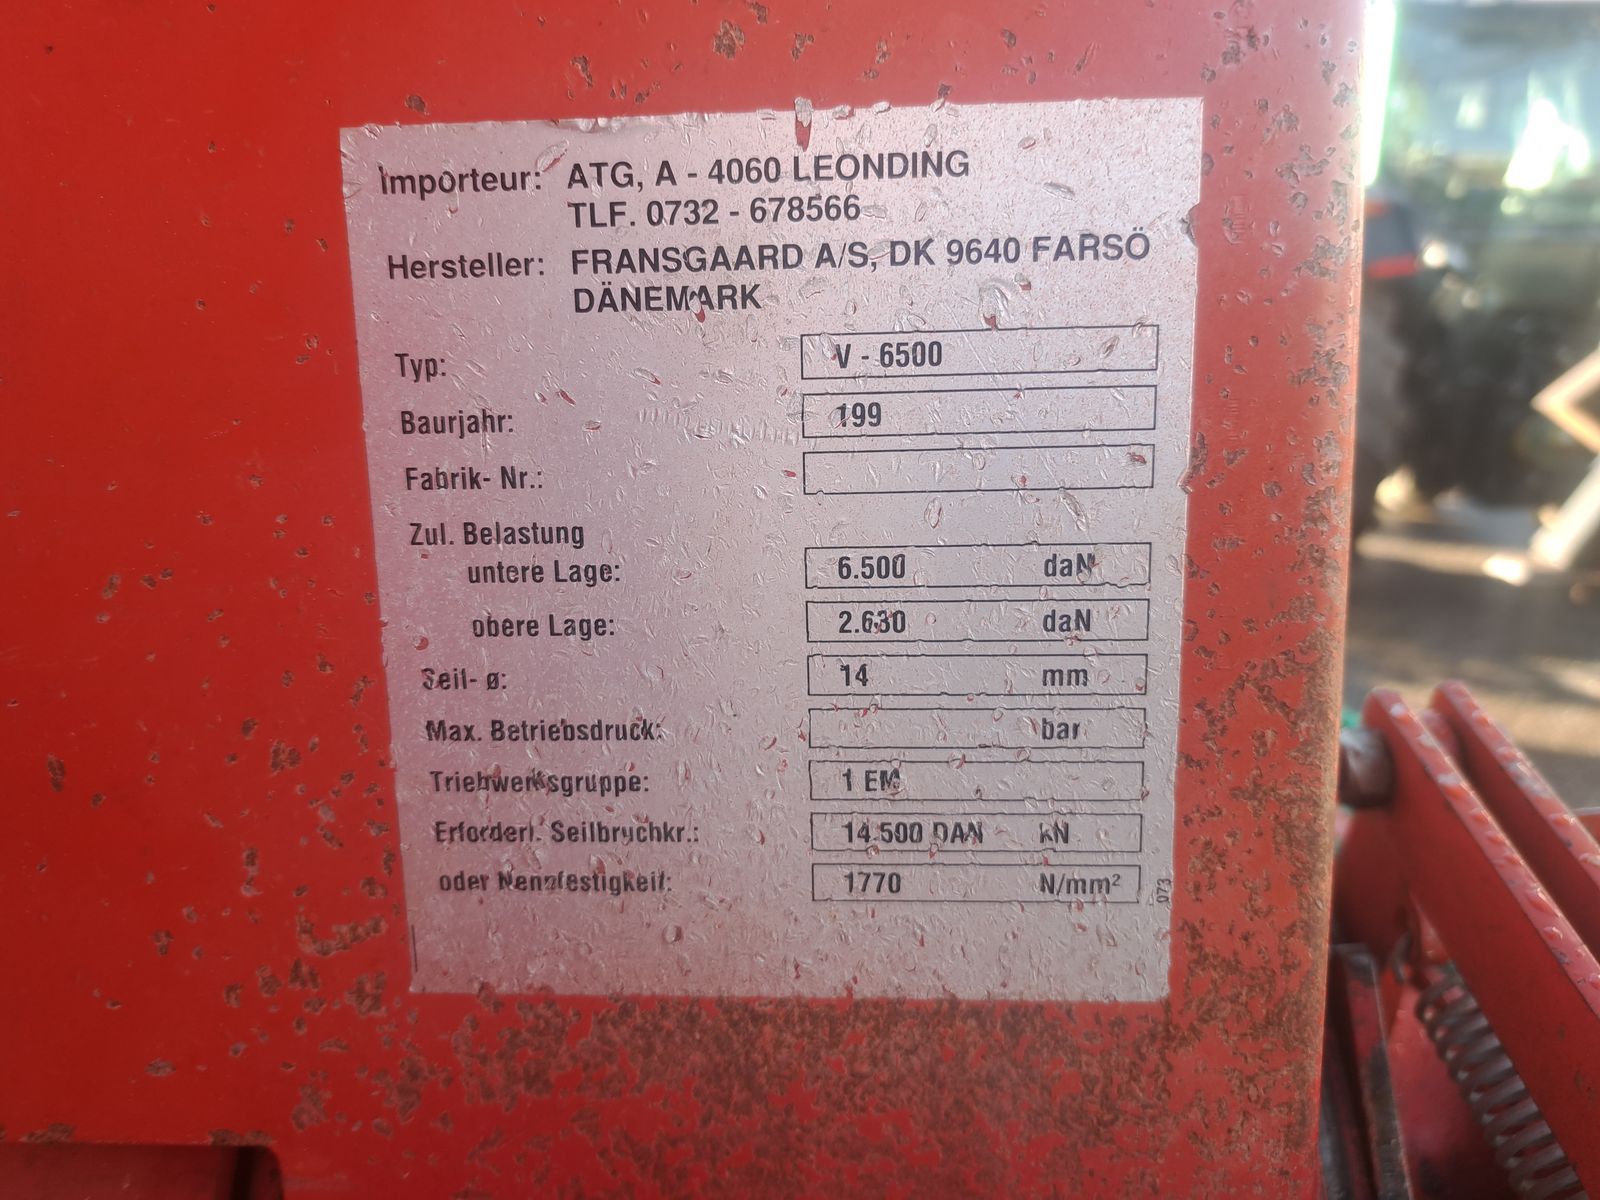 Importeur: ATG, A - 4060 LEONDING
TLF. 0732 - 678566
Hersteller: FRANSGAARD A/S, DK 9640 FARSÖ
DÄNEMARK
Typ: V - 6500
Baurjahr: 199
Fabrik- Nr.:
Zul. Belastung
untere Lage: 6.500 daN
obere Lage: 2.630 daN
Seil- ø: 14 mm
Max. Betriebsdruck: bar
Triebwerksgruppe: 1 EM
Erforderl. Seilbruchkr.: 14.500 DAN kN
oder Nennfestigkeit: 1770 N/mm²
073